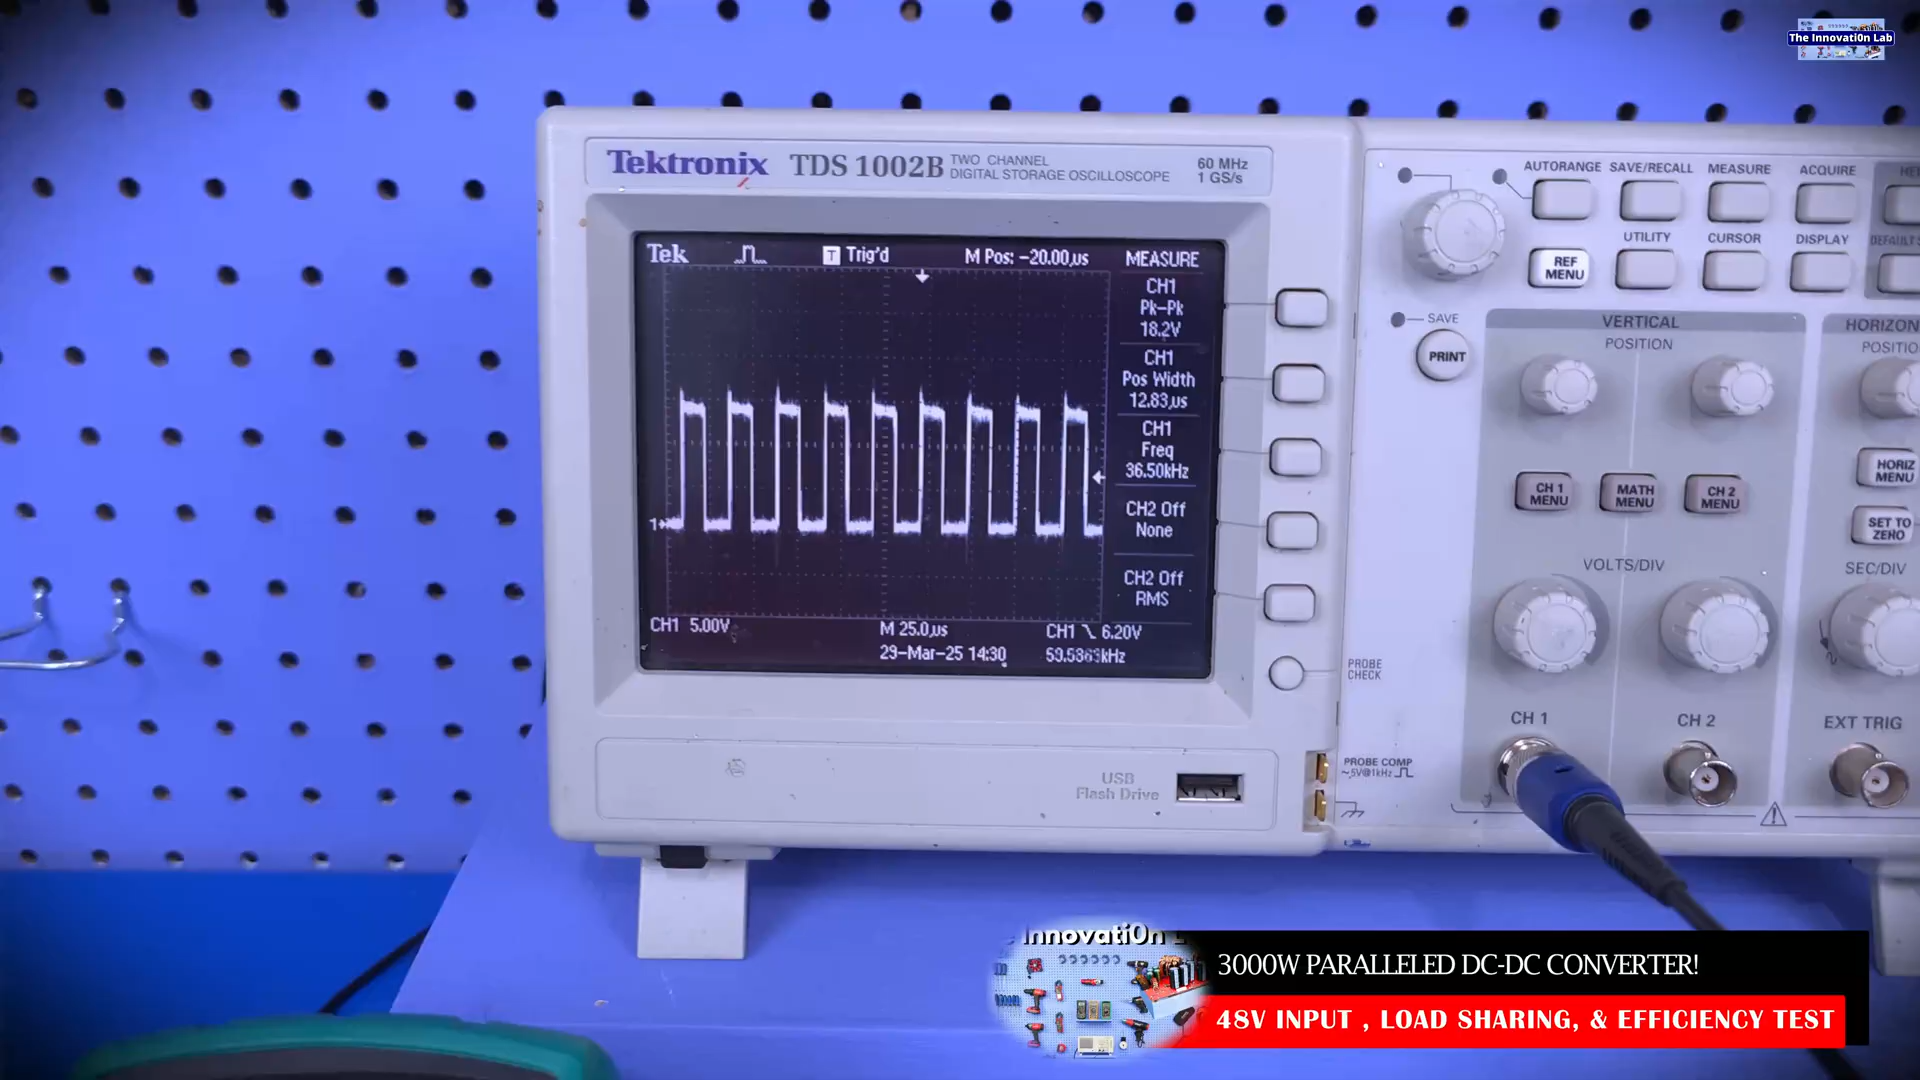 The Innovati0n Lab
Tektronix TDS 1002B TWO CHANNEL DIGITAL STORAGE OSCILLOSCOPE
60 MHz
1 GS/s
Tek
T Trig'd
M Pos: -20.00µs
MEASURE
CH1
Pk-Pk
18.2V
CH1
Pos Width
12.83µs
CH1
Freq
36.50kHz
CH2 Off
None
CH2 Off
RMS
1
CH1 5.00V
M 25.0µs
CH1 6.20V
29-Mar-25 14:30
AUTORANGE
SAVE/RECALL
MEASURE
ACQUIRE
REF MENU
UTILITY
CURSOR
DISPLAY
SAVE
PRINT
VERTICAL
POSITION
CH 1 MENU
MATH MENU
CH 2 MENU
HORIZ MENU
SET TO ZERO
VOLTS/DIV
SEC/DIV
PROBE CHECK
CH 1
CH 2
EXT TRIG
USB
Flash Drive
PROBE COMP
~5V@1kHz
Innovati0n
3000W PARALLELED DC-DC CONVERTER!
48V INPUT , LOAD SHARING, & EFFICIENCY TEST